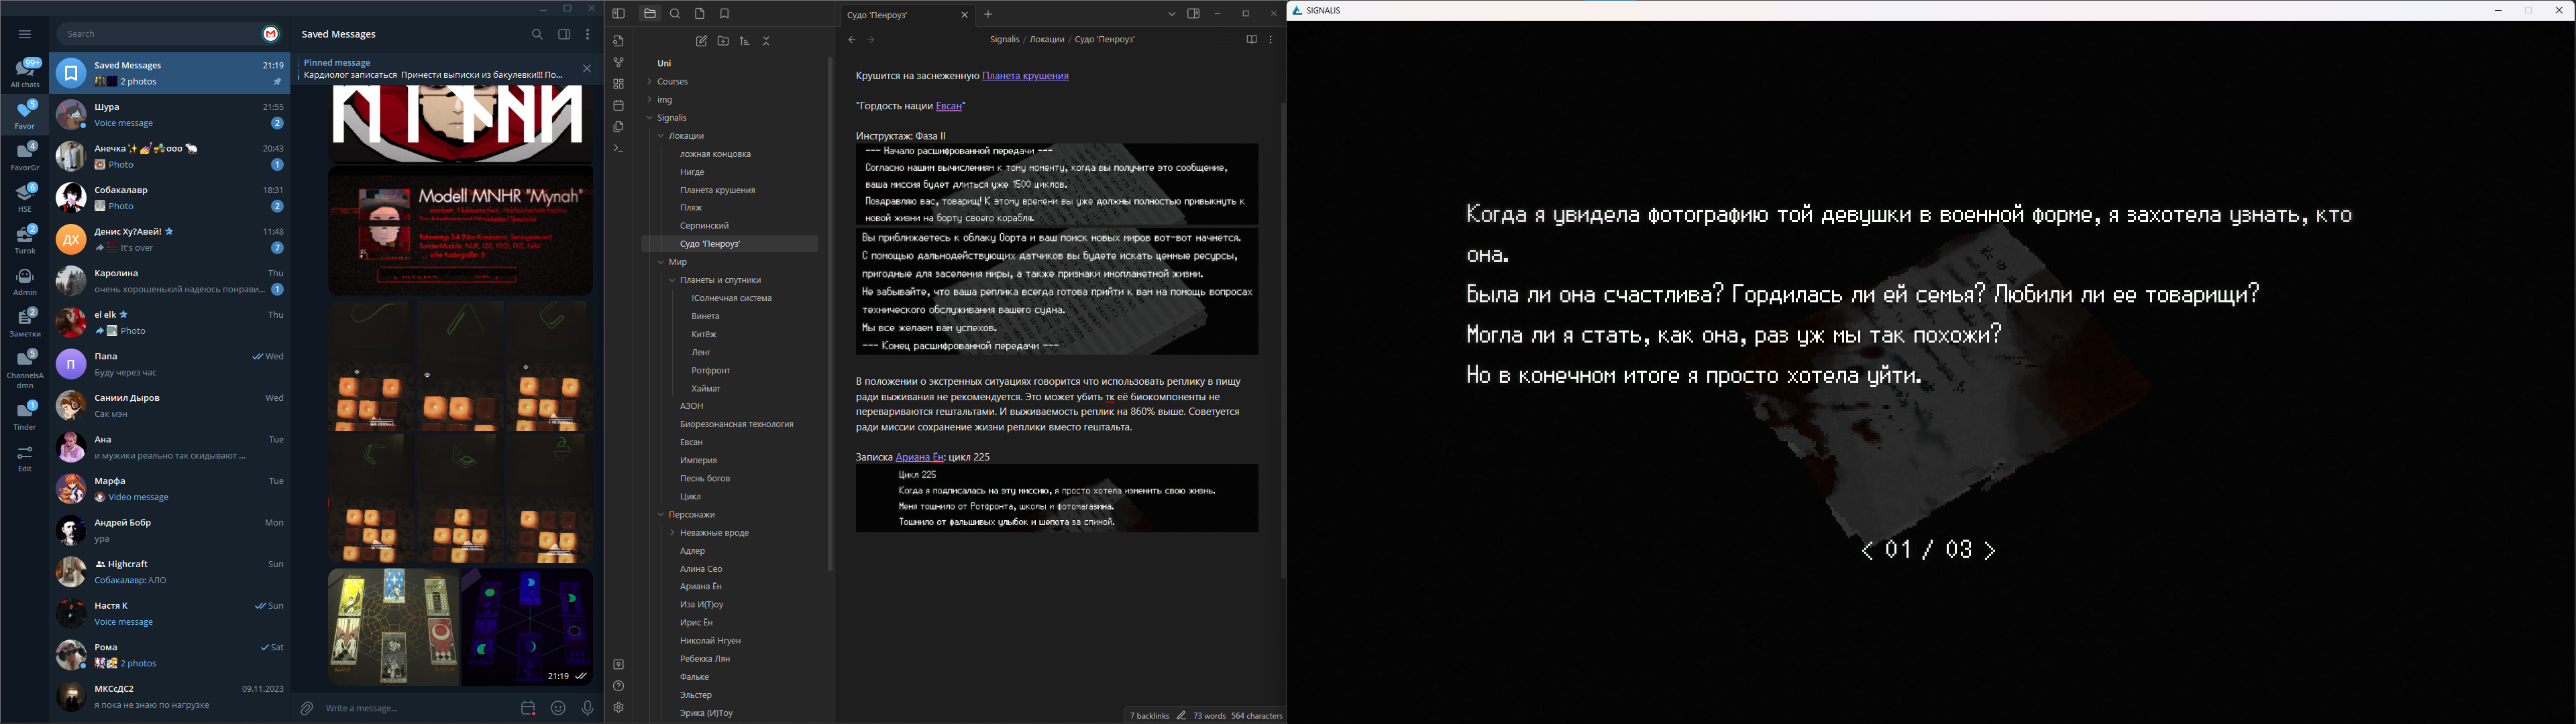 Search
99+
All chats
5
Favor
4
FavorGr
6
HSE
2
Turok
Admin
2
Заметки
5
ChannelsA
dmn
1
Tinder
Edit
Saved Messages 21:19
2 photos
Шура 21:55
Voice message 2
Анечка✨💅 σσσ 20:43
Photo 1
Собакалавр 18:31
Photo 2
ДХ
Денис Ху?Авей! 11:48
It's over 7
Каролина Thu
очень хорошенький надеюсь понрави... 1
el elk Thu
Photo
П
Папа Wed
Буду через час
Саниил Дыров Wed
Сак мэн
Ана Tue
и мужики реально так скидывают ...
Марфа Tue
Video message
Андрей Бобр Mon
ура
Highcraft Sun
Собакалавр: АЛО
Настя К Sun
Voice message
Рома Sat
2 photos
МКСсДС2 09.11.2023
я пока не знаю по нагрузке
Saved Messages
Pinned message
Кардиолог записаться Принести выписки из бакулевки!!! По...
Modell MNHR "Mynah"
21:19
Write a message...
Uni
Courses
img
Signalis
Локации
ложная концовка
Нигде
Планета крушения
Пляж
Серпинский
Судо 'Пенроуз'
Мир
Планеты и спутники
!Солнечная система
Винета
Китёж
Ленг
Ротфронт
Хаймат
АЗОН
Биорезонансная технология
Евсан
Империя
Песнь богов
Цикл
Персонажи
Неважные вроде
Адлер
Алина Сео
Ариана Ён
Иза И(Т)оу
Ирис Ён
Николай Нгуен
Ребекка Лян
Фальке
Эльстер
Эрика (И)Тоу
Судо 'Пенроуз'
Signalis / Локации / Судо 'Пенроуз'
Крушится на заснеженную Планета крушения
"Гордость нации Евсан"
Инструктаж: Фаза II
--- Начало расшифрованной передачи ---
Согласно нашим вычислениям к тому моменту, когда вы получите это сообщение,
ваша миссия будет длиться уже 1500 циклов.
Поздравляю вас, товарищ! К этому времени вы уже должны полностью привыкнуть к
новой жизни на борту своего корабля.
Вы приближаетесь к облаку Оорта и ваш поиск новых миров вот-вот начнется.
С помощью дальнодействующих датчиков вы будете искать ценные ресурсы,
пригодные для заселения миры, а также признаки инопланетной жизни.
Не забывайте, что ваша реплика всегда готова прийти к вам на помощь вопросах
технического обслуживания вашего судна.
Мы все желаем вам успехов.
--- Конец расшифрованной передачи ---
В положении о экстренных ситуациях говорится что использовать реплику в пищу
ради выживания не рекомендуется. Это может убить тк её биокомпоненты не
перевариваются гештальтами. И выживаемость реплик на 860% выше. Советуется
ради миссии сохранение жизни реплики вместо гештальта.
Записка Ариана Ён: цикл 225
Цикл 225
Когда я подписалась на эту миссию, я просто хотела изменить свою жизнь.
Меня тошнило от Ротфронта, школы и фотомагазина.
Тошнило от фальшивых улыбок и шепота за спиной.
7 backlinks 73 words 564 characters
SIGNALIS
Когда я увидела фотографию той девушки в военной форме, я захотела узнать, кто
она.
Была ли она счастлива? Гордилась ли ей семья? Любили ли ее товарищи?
Могла ли я стать, как она, раз уж мы так похожи?
Но в конечном итоге я просто хотела уйти.
< 01 / 03 >